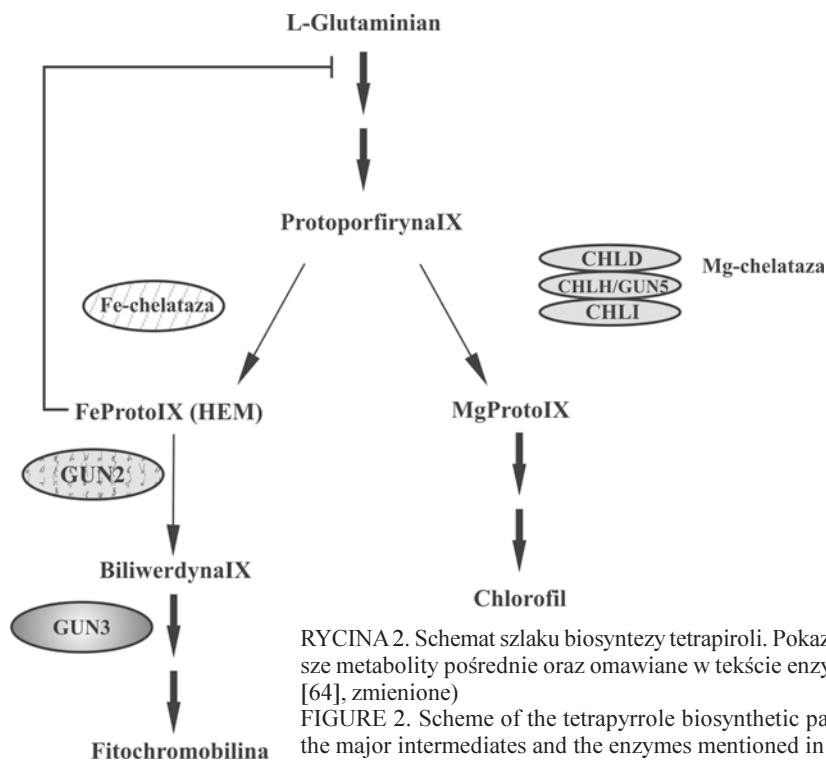 L-Glutaminian
ProtoporfirynaIX
CHLD
CHLH/GUN5
CHLI
Mg-chelataza
Fe-chelataza
FeProtoIX (HEM)
MgProtoIX
GUN2
BiliwerdynaIX
Chlorofil
GUN3
Fitochromobilina
RYCINA 2. Schemat szlaku biosyntezy tetrapiroli. Pokaz
sze metabolity pośrednie oraz omawiane w tekście enzy
[64], zmienione)
FIGURE 2. Scheme of the tetrapyrrole biosynthetic pa
the major intermediates and the enzymes mentioned in